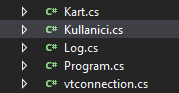 C# Kart.cs
C# Kullanici.cs
C# Log.cs
C# Program.cs
C# vtconnection.cs